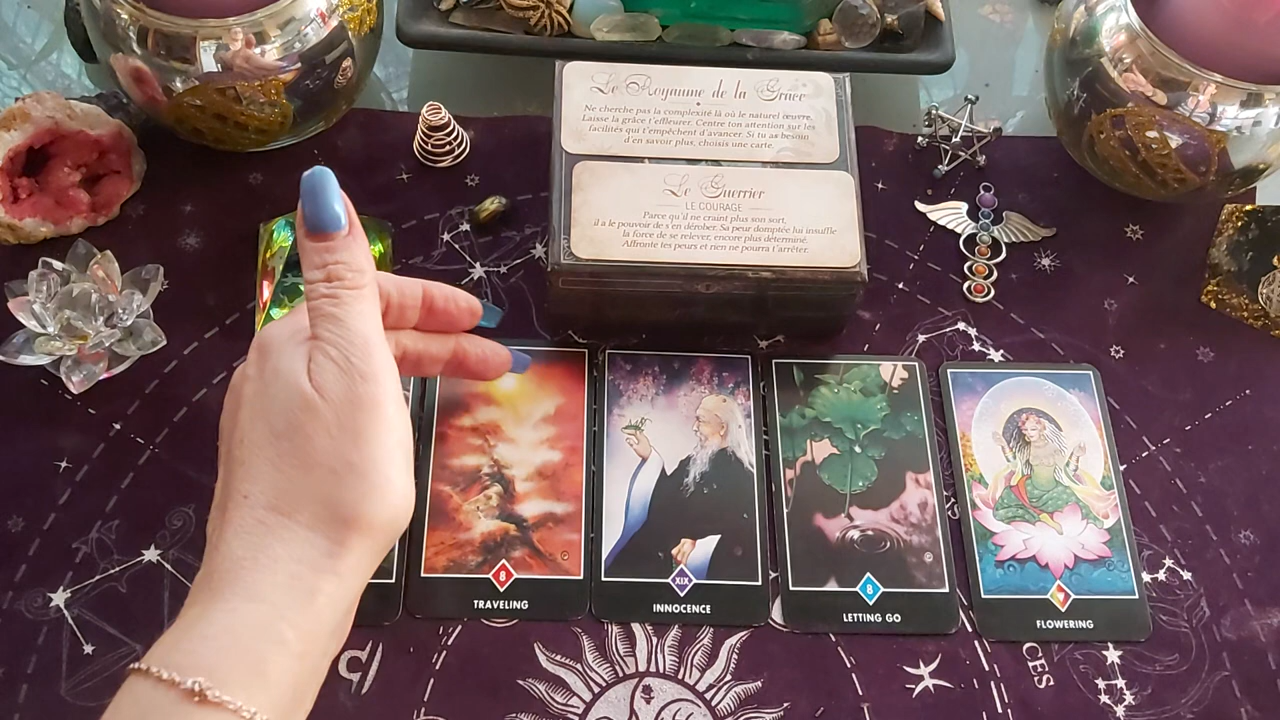 Le Royaume de la Grâce
Ne cherche pas la complexité là où le naturel œuvre.
Laisse la grâce t'effleurer. Centre ton attention sur les
facilités qui t'empêchent d'avancer. Si tu as besoin
d'en savoir plus, choisis une carte.
Le Guerrier
LE COURAGE
Parce qu'il ne craint plus son sort,
il a le pouvoir de s'en dérober. Sa peur domptée lui insuffle
la force de se relever, encore plus déterminé.
Affronte tes peurs et rien ne pourra t'arrêter.
8
TRAVELING
XIX
INNOCENCE
8
LETTING GO
FLOWERING
CES